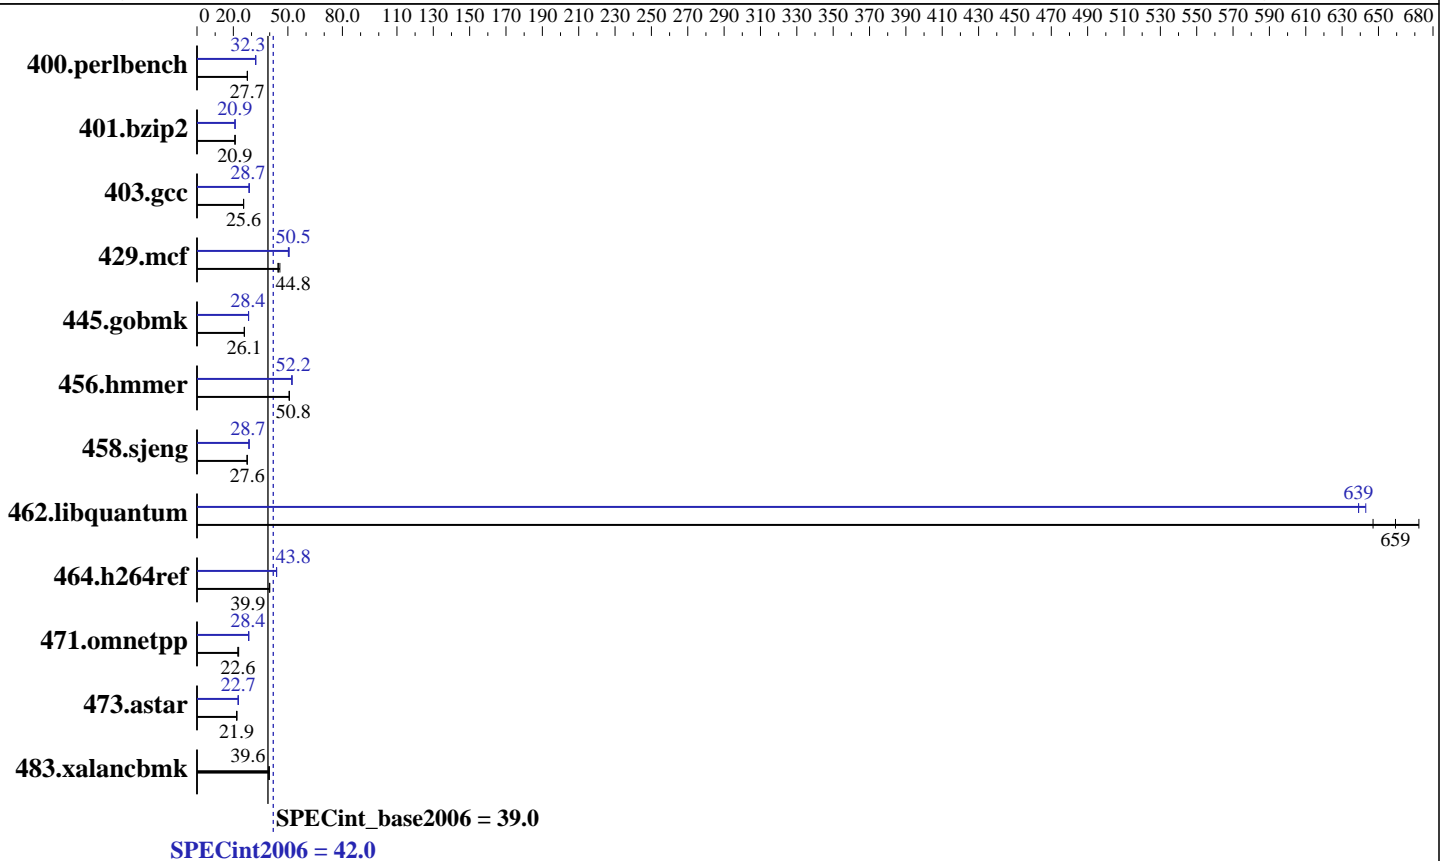 0 20.0 50.0 80.0 110 130 150 170 190 210 230 250 270 290 310 330 350 370 390 410 430 450 470 490 510 530 550 570 590 610 630 650 680
32.3
400.perlbench
27.7
20.9
401.bzip2
20.9
28.7
403.gcc
25.6
50.5
429.mcf
44.8
28.4
445.gobmk
26.1
52.2
456.hmmer
50.8
28.7
458.sjeng
27.6
639
462.libquantum
659
43.8
464.h264ref
39.9
28.4
471.omnetpp
22.6
22.7
473.astar
21.9
39.6
483.xalancbmk
SPECint_base2006 = 39.0
SPECint2006 = 42.0